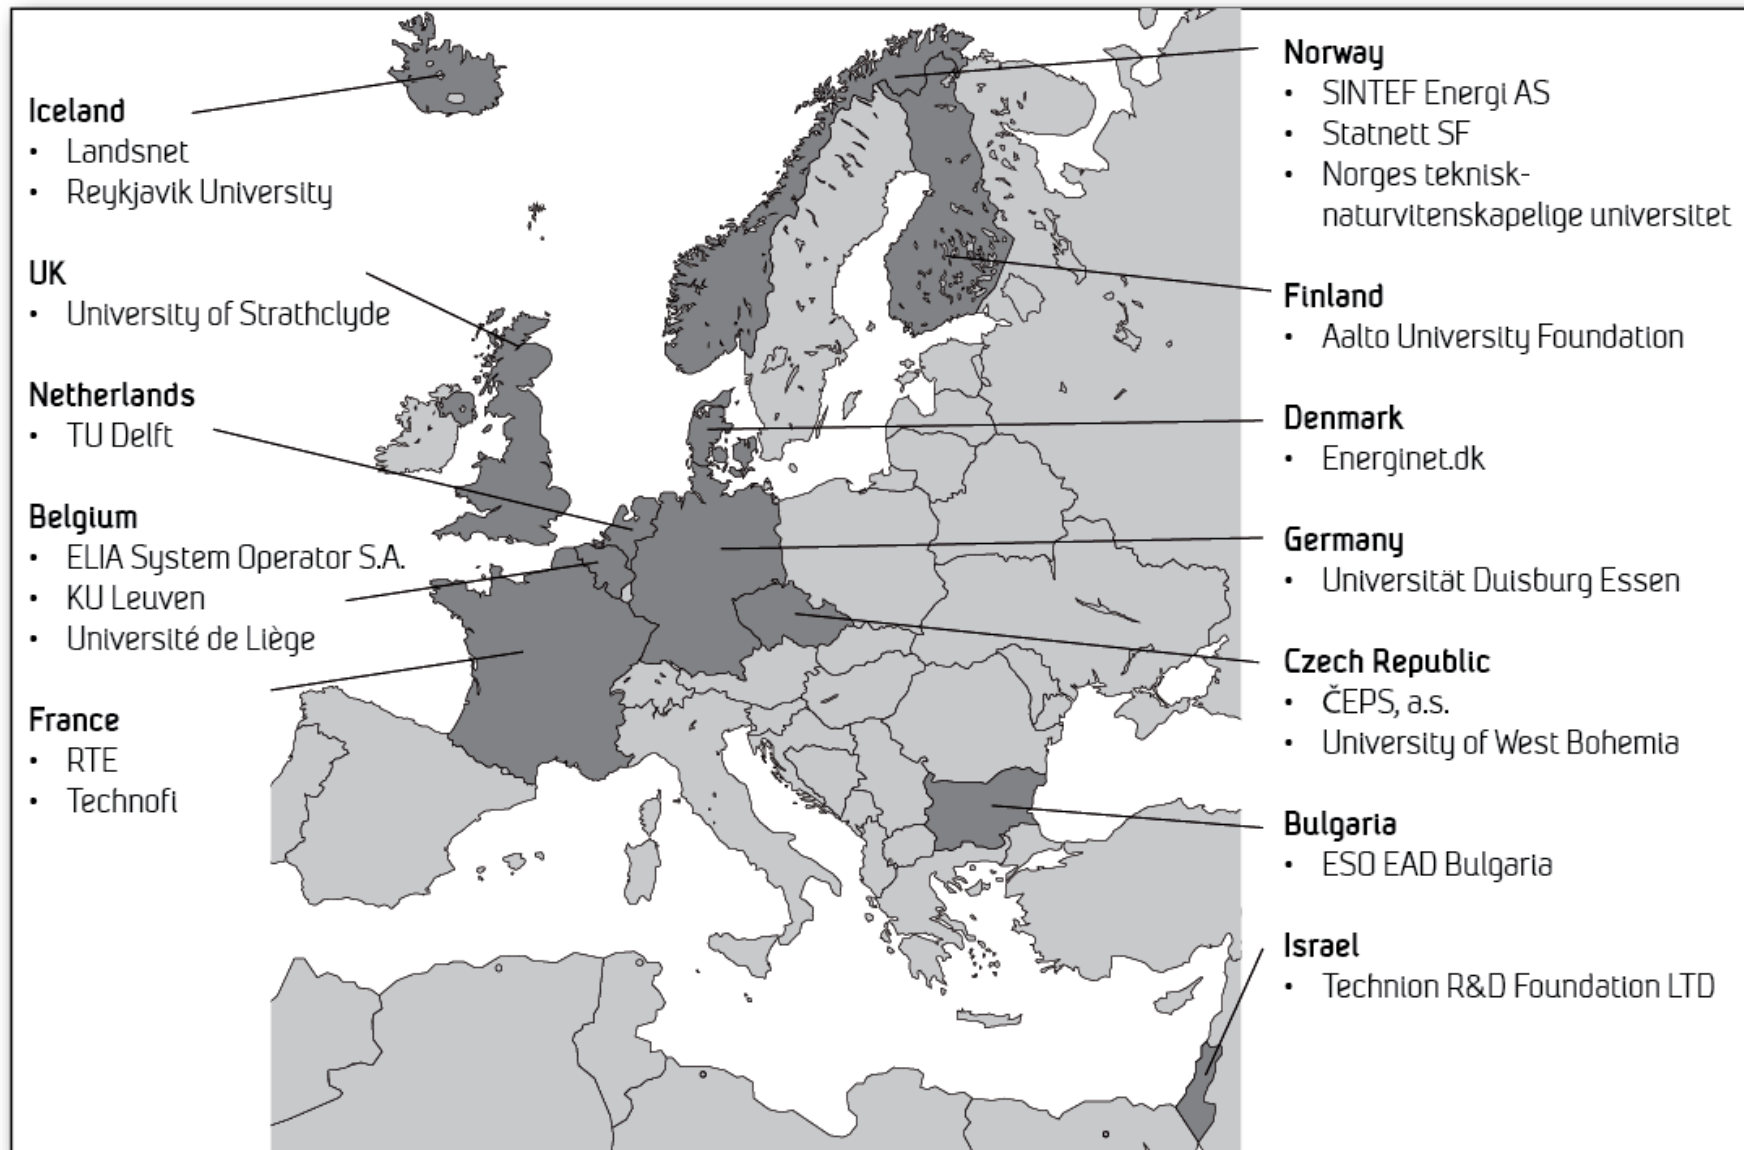 Iceland
• Landsnet
• Reykjavik University
UK
• University of Strathclyde
Netherlands
• TU Delft
Belgium
• ELIA System Operator S.A.
• KU Leuven
• Université de Liège
France
• RTE
• Technofi
Norway
• SINTEF Energi AS
• Statnett SF
• Norges teknisk-
naturvitenskapelige universitet
Finland
• Aalto University Foundation
Denmark
• Energinet.dk
Germany
• Universität Duisburg Essen
Czech Republic
• ČEPS, a.s.
• University of West Bohemia
Bulgaria
• ESO EAD Bulgaria
Israel
• Technion R&D Foundation LTD